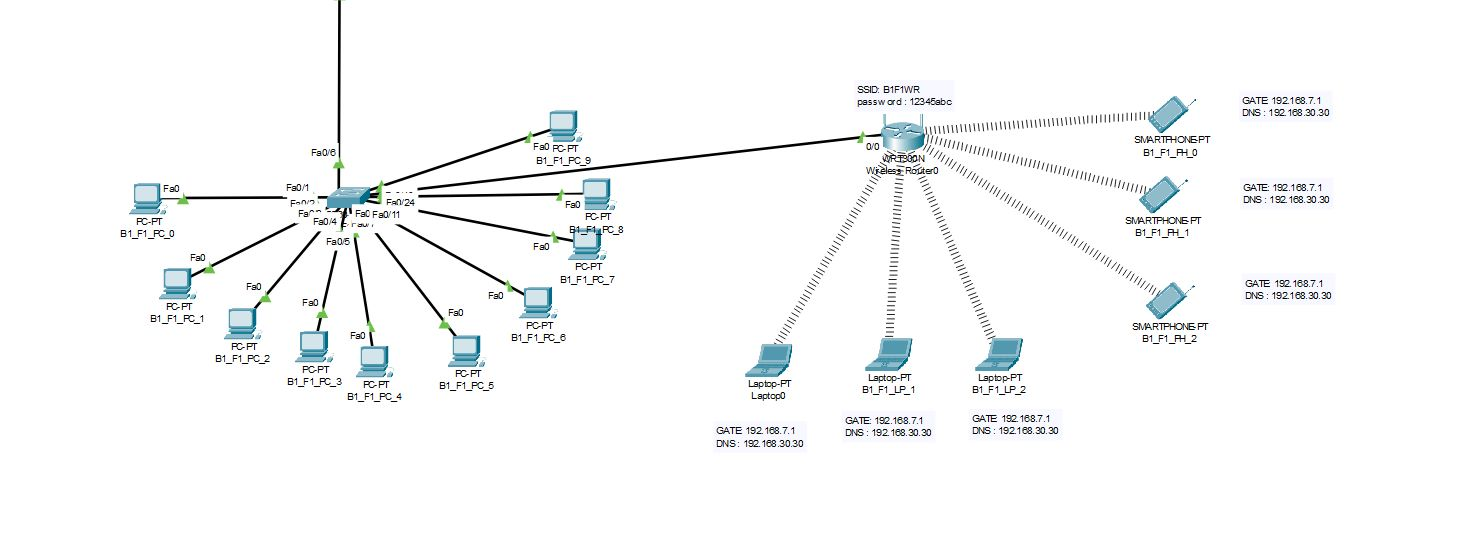 SSID: B1F1WR
password : 12345abc
GATE: 192.168.7.1
DNS : 192.168.30.30
SMARTPHONE-PT
B1_F1_PH_0
Fa0/6
Fa0
PC-PT
B1_F1_PC_9
0/0
WRT300N
Wireless Router0
Fa0
PC-PT
B1_F1_PC_0
Fa0/1
Fa0/2
Fa0/24
Fa0/4
Fa0
Fa0/11
Fa0/5
Fa0
PC-PT
B1_F1_PC_8
GATE: 192.168.7.1
DNS : 192.168.30.30
SMARTPHONE-PT
B1_F1_PH_1
Fa0
PC-PT
B1_F1_PC_7
Fa0
PC-PT
B1_F1_PC_1
Fa0
PC-PT
B1_F1_PC_2
Fa0
PC-PT
B1_F1_PC_3
Fa0
PC-PT
B1_F1_PC_4
Fa0
PC-PT
B1_F1_PC_5
Fa0
PC-PT
B1_F1_PC_6
GATE: 192.168.7.1
DNS : 192.168.30.30
SMARTPHONE-PT
B1_F1_PH_2
Laptop-PT
Laptop0
Laptop-PT
B1_F1_LP_1
Laptop-PT
B1_F1_LP_2
GATE: 192.168.7.1
DNS : 192.168.30.30
GATE: 192.168.7.1
DNS : 192.168.30.30
GATE: 192.168.7.1
DNS : 192.168.30.30